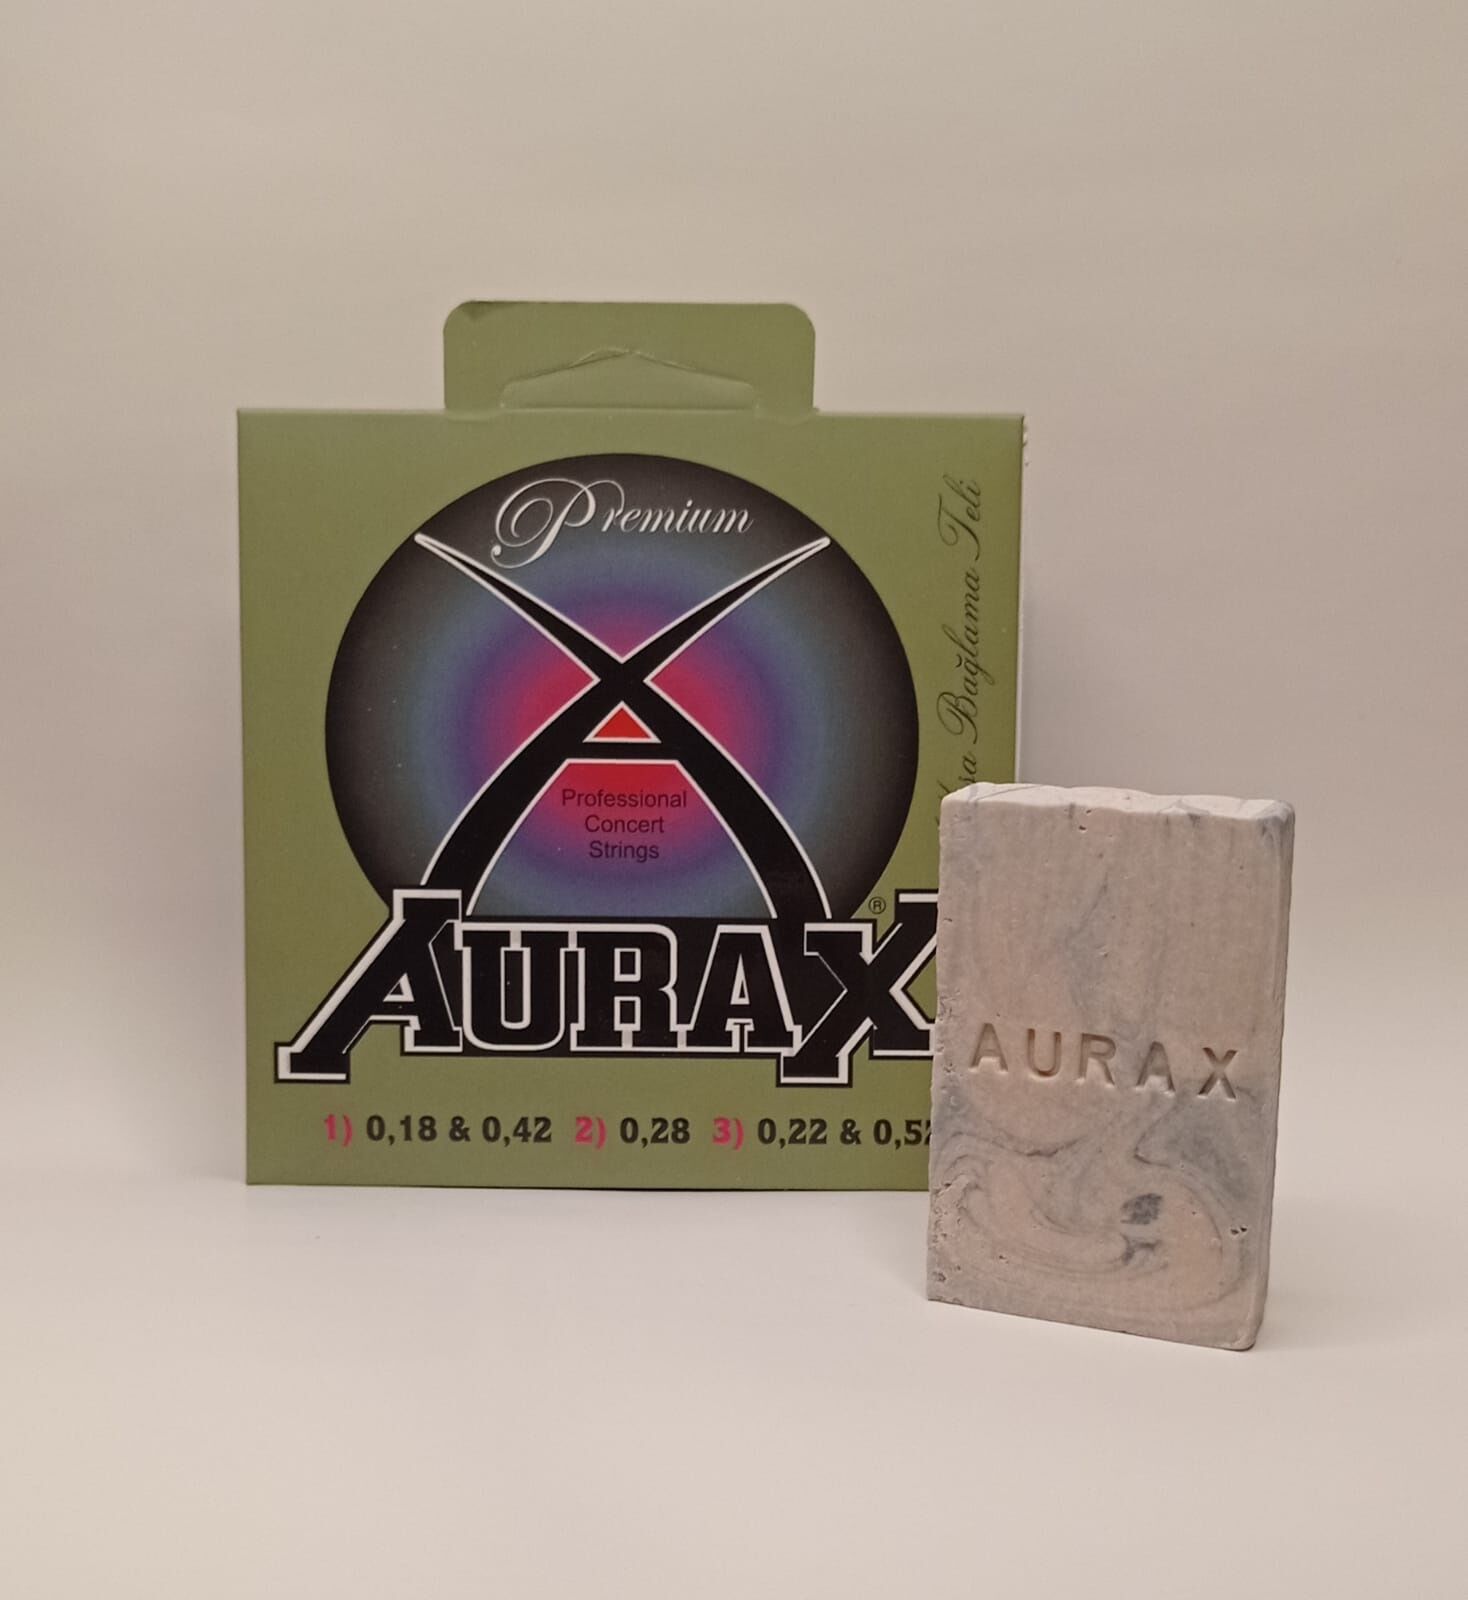 Premium
Bağlama Teli
Professional
Concert
Strings
AURAX®
1) 0,18 & 0,42 2) 0,28 3) 0,22 & 0,52
AURAX